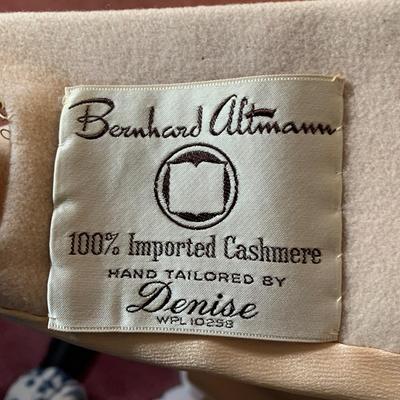 Bernhard Altmann
100% Imported Cashmere
HAND TAILORED BY
Denise
WPL 10258